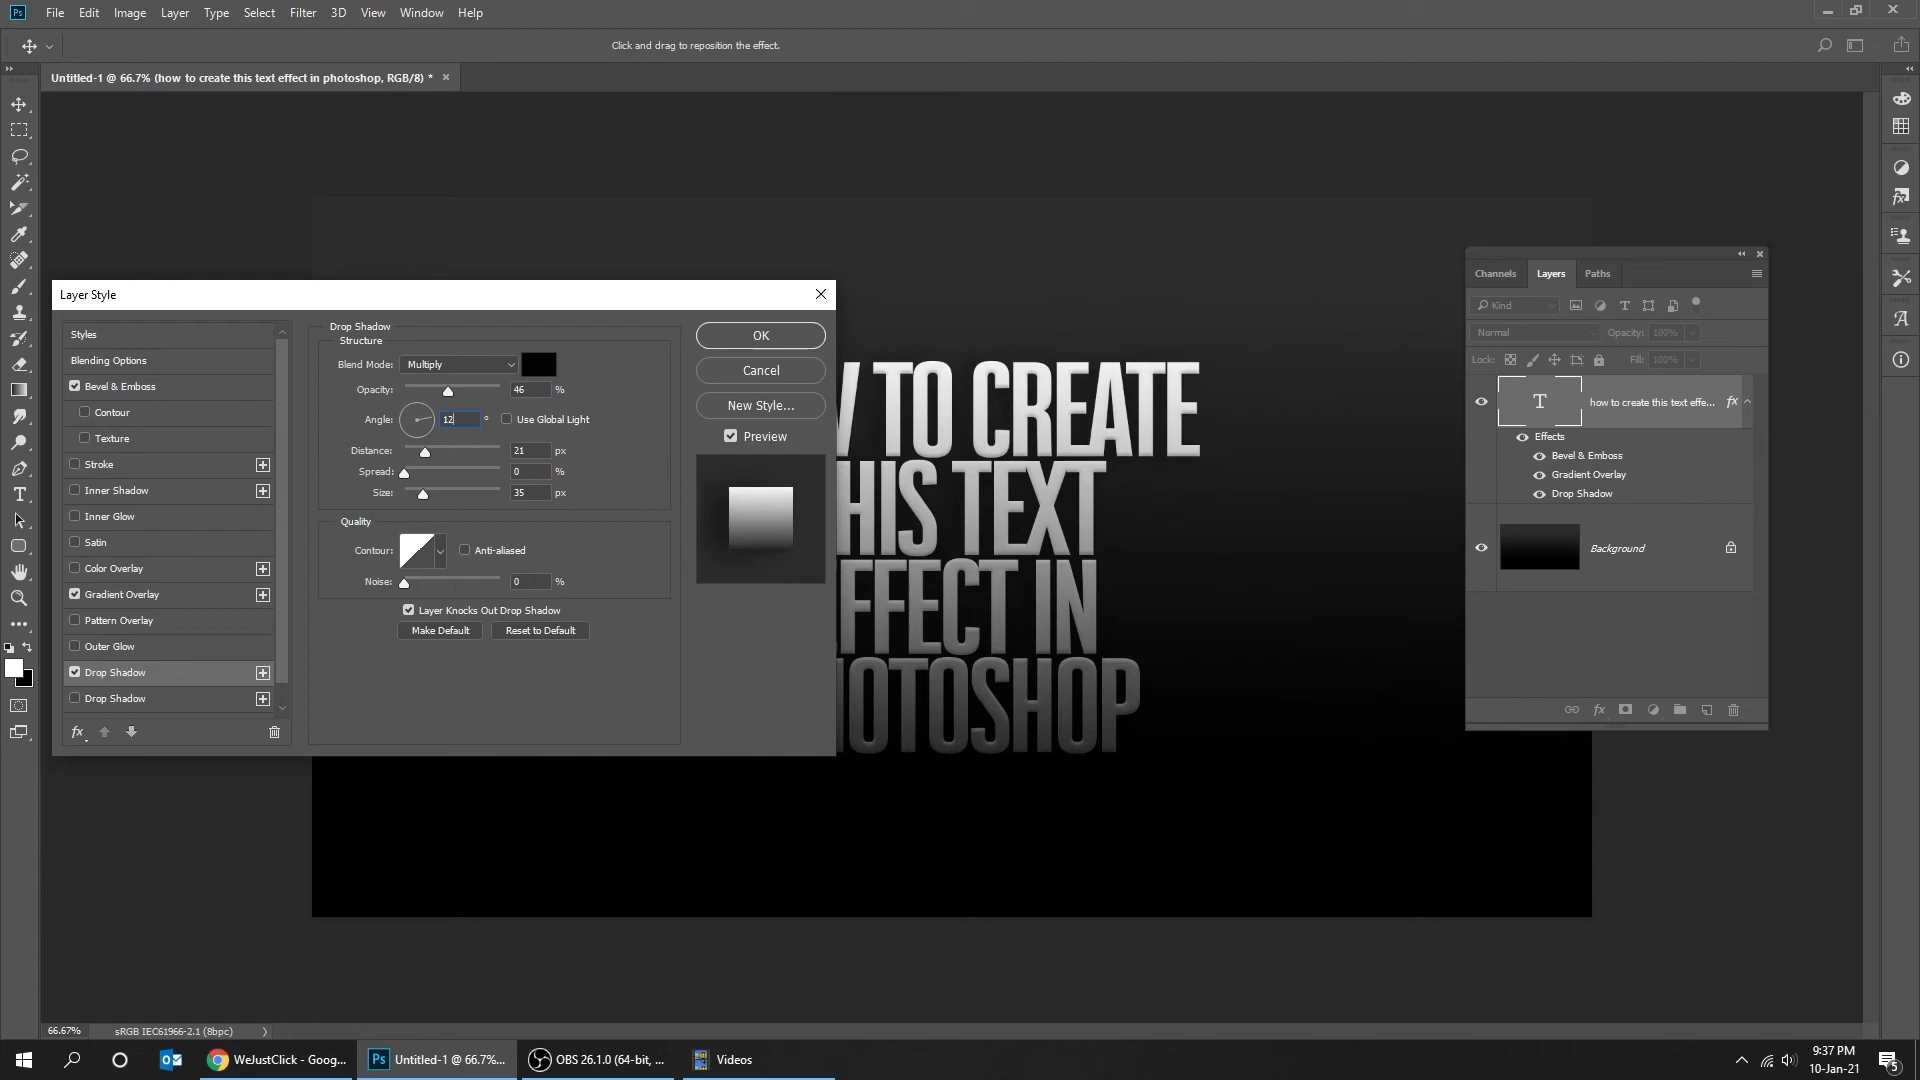 Ps File Edit Image Layer Type Select Filter 3D View Window Help
Click and drag to reposition the effect.
Untitled-1 @ 66.7% (how to create this text effect in photoshop, RGB/8) *
Layer Style
Styles
Blending Options
Bevel & Emboss
Contour
Texture
Stroke
Inner Shadow
Inner Glow
Satin
Color Overlay
Gradient Overlay
Pattern Overlay
Outer Glow
Drop Shadow
Drop Shadow
fx
Drop Shadow
Structure
Blend Mode: Multiply
Opacity: 46 %
Angle: 12 ° Use Global Light
Distance: 21 px
Spread: 0 %
Size: 35 px
Quality
Contour: Anti-aliased
Noise: 0 %
Layer Knocks Out Drop Shadow
Make Default Reset to Default
OK
Cancel
New Style...
Preview
TO CREATE
HIS TEXT
FFECT IN
HOTOSHOP
Channels Layers Paths
Kind
Normal Opacity: 100%
Lock: Fill: 100%
T how to create this text effe... fx
Effects
Bevel & Emboss
Gradient Overlay
Drop Shadow
Background
fx
66.67% sRGB IEC61966-2.1 (8bpc)
WeJustClick - Goog...
Ps Untitled-1 @ 66.7%...
OBS 26.1.0 (64-bit, ...
Videos
9:37 PM
10-Jan-21
5